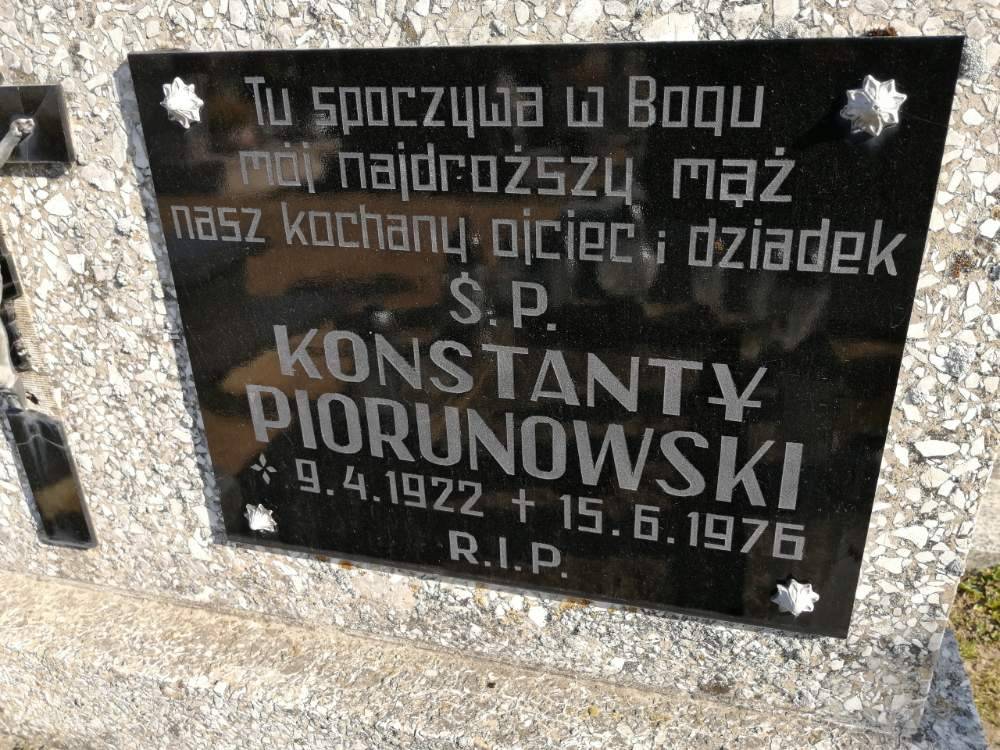 Tu spoczywa w Bogu
mój najdroższy mąż
nasz kochany ojciec i dziadek
Ś.P.
KONSTANTY
PIORUNOWSKI
* 9.4.1922 + 15.6.1976
R.I.P.